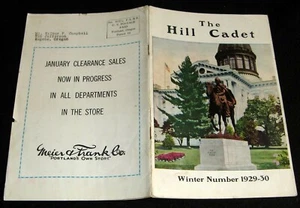 JANUARY CLEARANCE SALES
NOW IN PROGRESS
IN ALL DEPARTMENTS
IN THE STORE
Meier & Frank Co.
"PORTLAND'S OWN STORE"
The
Hill Cadet
Winter Number 1929-30